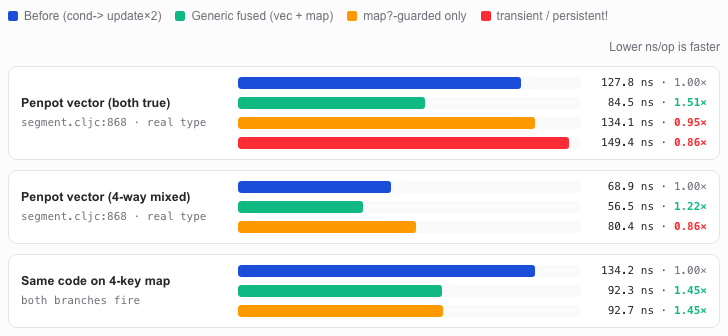 Before (cond-> update×2) Generic fused (vec + map) map?-guarded only transient / persistent!
Lower ns/op is faster
Penpot vector (both true)
segment.cljc:868 · real type
127.8 ns · 1.00×
84.5 ns · 1.51×
134.1 ns · 0.95×
149.4 ns · 0.86×
Penpot vector (4-way mixed)
segment.cljc:868 · real type
68.9 ns · 1.00×
56.5 ns · 1.22×
80.4 ns · 0.86×
Same code on 4-key map
both branches fire
134.2 ns · 1.00×
92.3 ns · 1.45×
92.7 ns · 1.45×